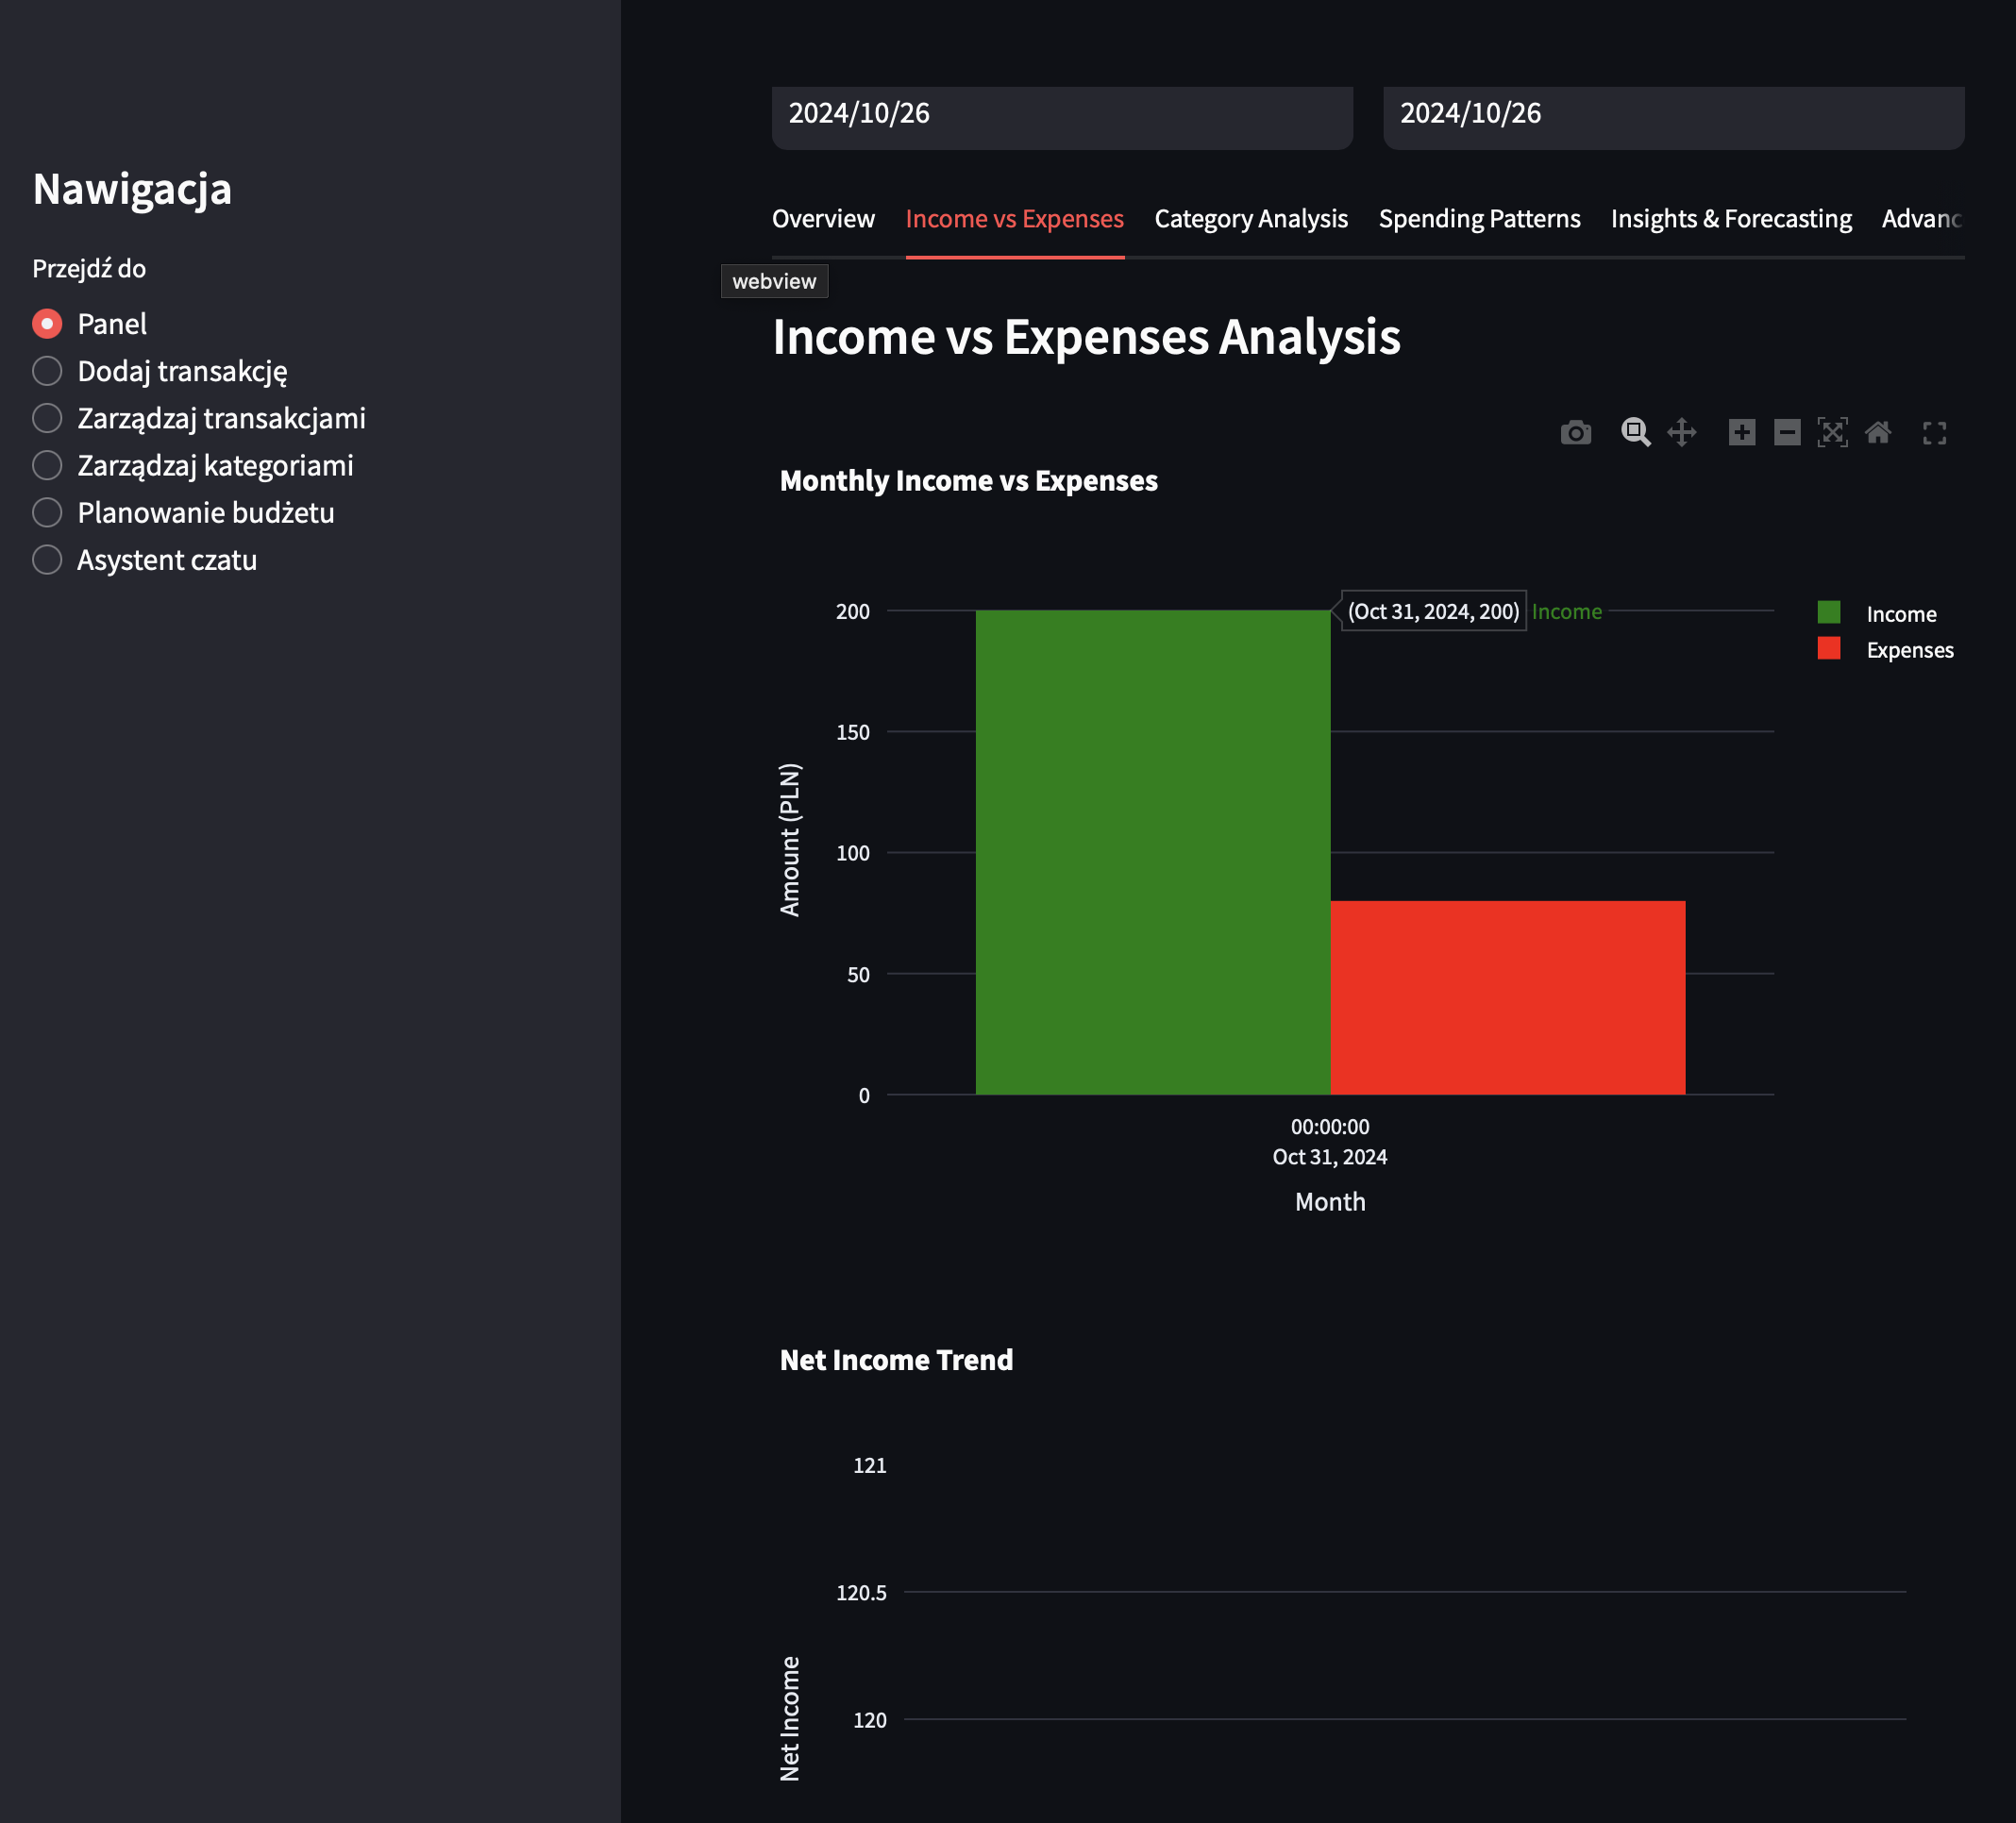 Nawigacja
Przejdź do
Panel
Dodaj transakcję
Zarządzaj transakcjami
Zarządzaj kategoriami
Planowanie budżetu
Asystent czatu
2024/10/26 2024/10/26
Overview Income vs Expenses Category Analysis Spending Patterns Insights & Forecasting Advanc
webview
Income vs Expenses Analysis
Monthly Income vs Expenses
200
150
100
50
0
Amount (PLN)
(Oct 31, 2024, 200) Income
Income
Expenses
00:00:00
Oct 31, 2024
Month
Net Income Trend
121
120.5
120
Net Income